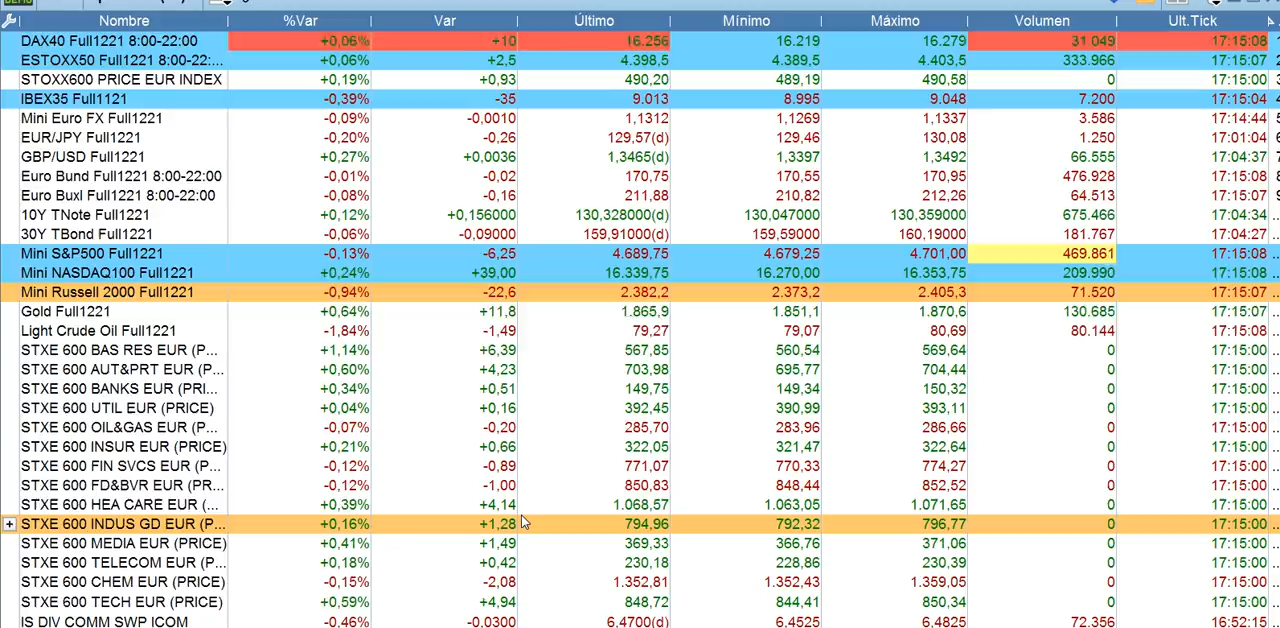 Nombre %Var Var Último Mínimo Máximo Volumen Ult.Tick
DAX40 Full1221 8:00-22:00 +0,06% +10 16.256 16.219 16.279 31.049 17:15:08
ESTOXX50 Full1221 8:00-22:... +0,06% +2,5 4.398,5 4.389,5 4.403,5 333.966 17:15:07
STOXX600 PRICE EUR INDEX +0,19% +0,93 490,20 489,19 490,58 0 17:15:00
IBEX35 Full1121 -0,39% -35 9.013 8.995 9.048 7.200 17:15:04
Mini Euro FX Full1221 -0,09% -0,0010 1,1312 1,1269 1,1337 3.586 17:14:44
EUR/JPY Full1221 -0,20% -0,26 129,57(d) 129,46 130,08 1.250 17:01:04
GBP/USD Full1221 +0,27% +0,0036 1,3465(d) 1,3397 1,3492 66.555 17:04:37
Euro Bund Full1221 8:00-22:00 -0,01% -0,02 170,75 170,55 170,95 476.928 17:15:08
Euro Buxl Full1221 8:00-22:00 -0,08% -0,16 211,88 210,82 212,26 64.513 17:15:07
10Y TNote Full1221 +0,12% +0,156000 130,328000(d) 130,047000 130,359000 675.466 17:04:34
30Y TBond Full1221 -0,06% -0,09000 159,91000(d) 159,59000 160,19000 181.767 17:04:27
Mini S&P500 Full1221 -0,13% -6,25 4.689,75 4.679,25 4.701,00 469.861 17:15:08
Mini NASDAQ100 Full1221 +0,24% +39,00 16.339,75 16.270,00 16.353,75 209.990 17:15:08 ...
Mini Russell 2000 Full1221 -0,94% -22,6 2.382,2 2.373,2 2.405,3 71.520 17:15:07 ...
Gold Full1221 +0,64% +11,8 1.865,9 1.851,1 1.870,6 130.685 17:15:07 ...
Light Crude Oil Full1221 -1,84% -1,49 79,27 79,07 80,69 80.144 17:15:08 ...
STXE 600 BAS RES EUR (P... +1,14% +6,39 567,85 560,54 569,64 0 17:15:00 ...
STXE 600 AUT&PRT EUR (P... +0,60% +4,23 703,98 695,77 704,44 0 17:15:00 ...
STXE 600 BANKS EUR (PRI... +0,34% +0,51 149,75 149,34 150,32 0 17:15:00 ...
STXE 600 UTIL EUR (PRICE) +0,04% +0,16 392,45 390,99 393,11 0 17:15:00 ...
STXE 600 OIL&GAS EUR (P... -0,07% -0,20 285,70 283,96 286,66 0 17:15:00 ...
STXE 600 INSUR EUR (PRICE) +0,21% +0,66 322,05 321,47 322,64 0 17:15:00 ...
STXE 600 FIN SVCS EUR (P... -0,12% -0,89 771,07 770,33 774,27 0 17:15:00 ...
STXE 600 FD&BVR EUR (PR... -0,12% -1,00 850,83 848,44 852,52 0 17:15:00 ...
STXE 600 HEA CARE EUR (... +0,39% +4,14 1.068,57 1.063,05 1.071,65 0 17:15:00 ...
STXE 600 INDUS GD EUR (P... +0,16% +1,28 794,96 792,32 796,77 0 17:15:00 ...
STXE 600 MEDIA EUR (PRICE) +0,41% +1,49 369,33 366,76 371,06 0 17:15:00 ...
STXE 600 TELECOM EUR (P... +0,18% +0,42 230,18 228,86 230,39 0 17:15:00 ...
STXE 600 CHEM EUR (PRICE) -0,15% -2,08 1.352,81 1.352,43 1.359,05 0 17:15:00 ...
STXE 600 TECH EUR (PRICE) +0,59% +4,94 848,72 844,41 850,34 0 17:15:00 ...
IS DIV COMM SWP ICOM -0,46% -0,0300 6,4700(d) 6,4525 6,4825 72.356 16:52:15 ...